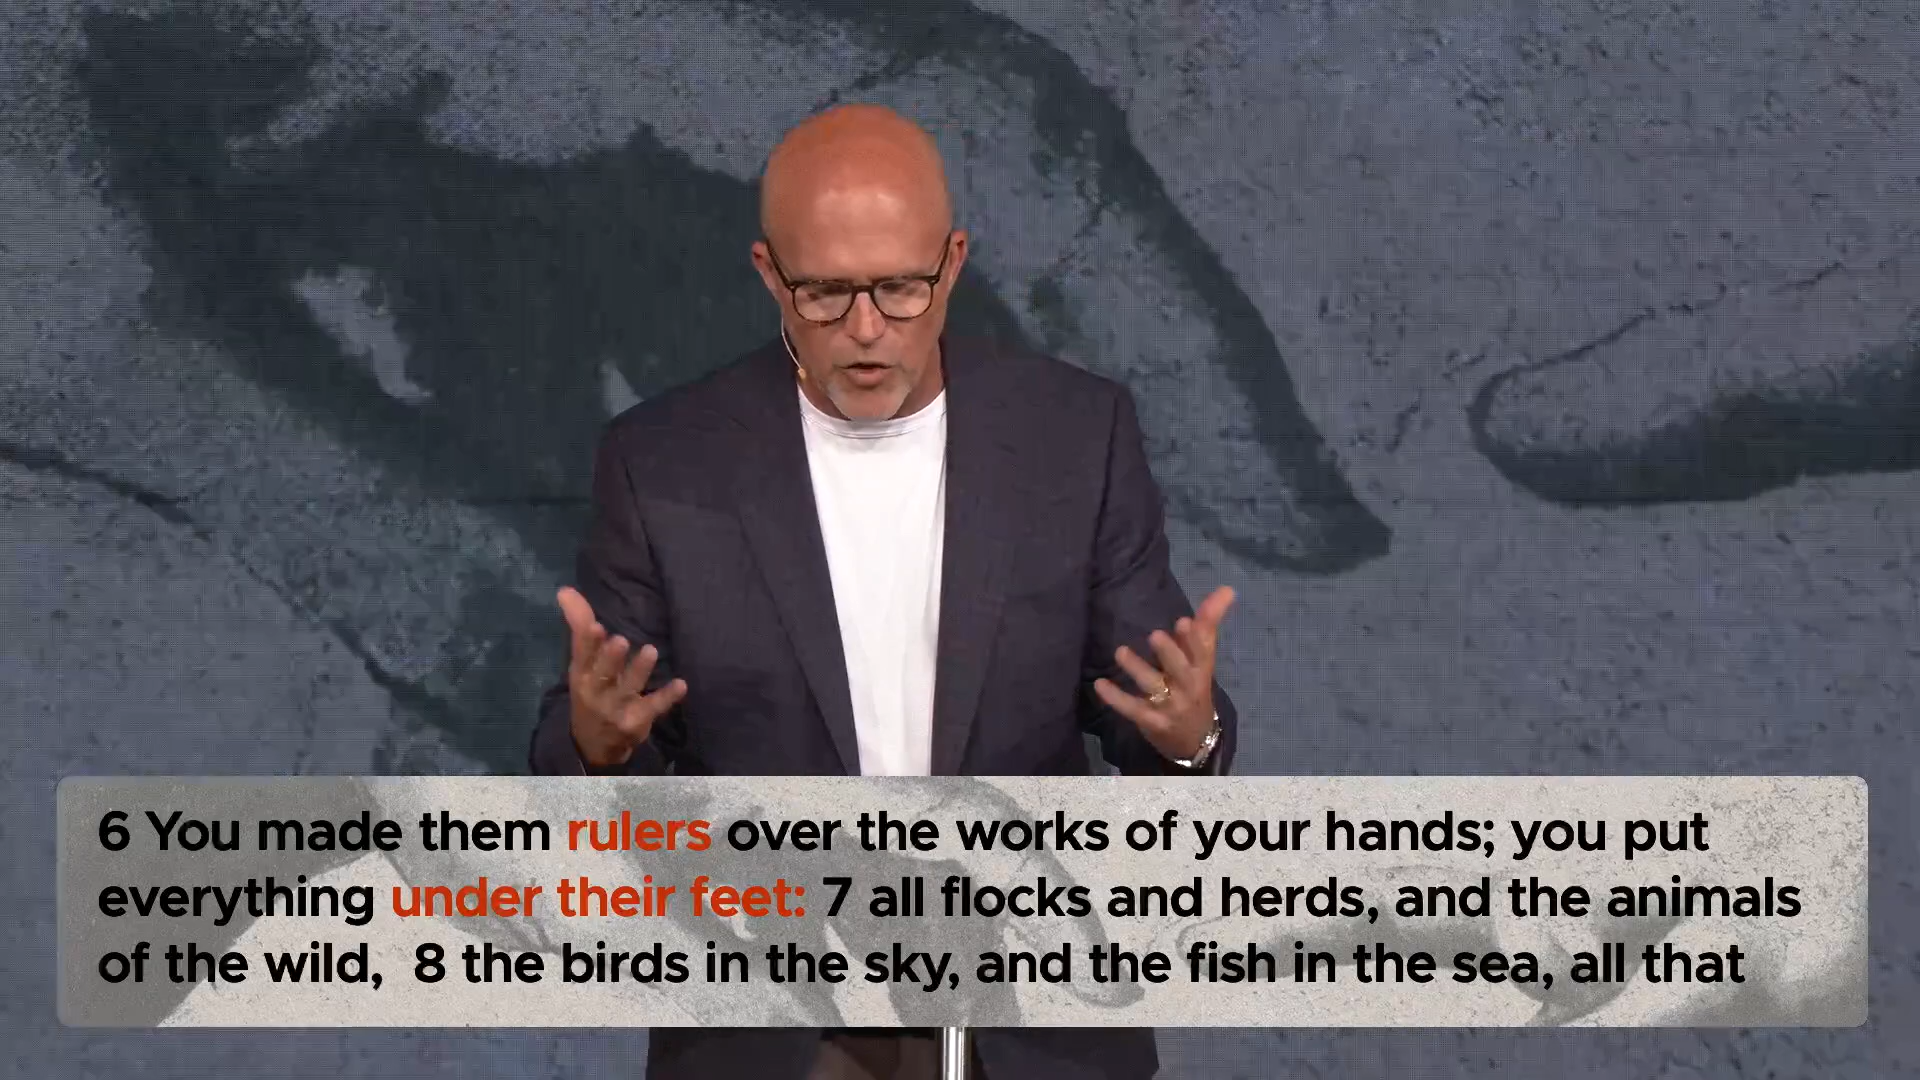 6 You made them rulers over the works of your hands; you put
everything under their feet: 7 all flocks and herds, and the animals
of the wild,  8 the birds in the sky, and the fish in the sea, all that